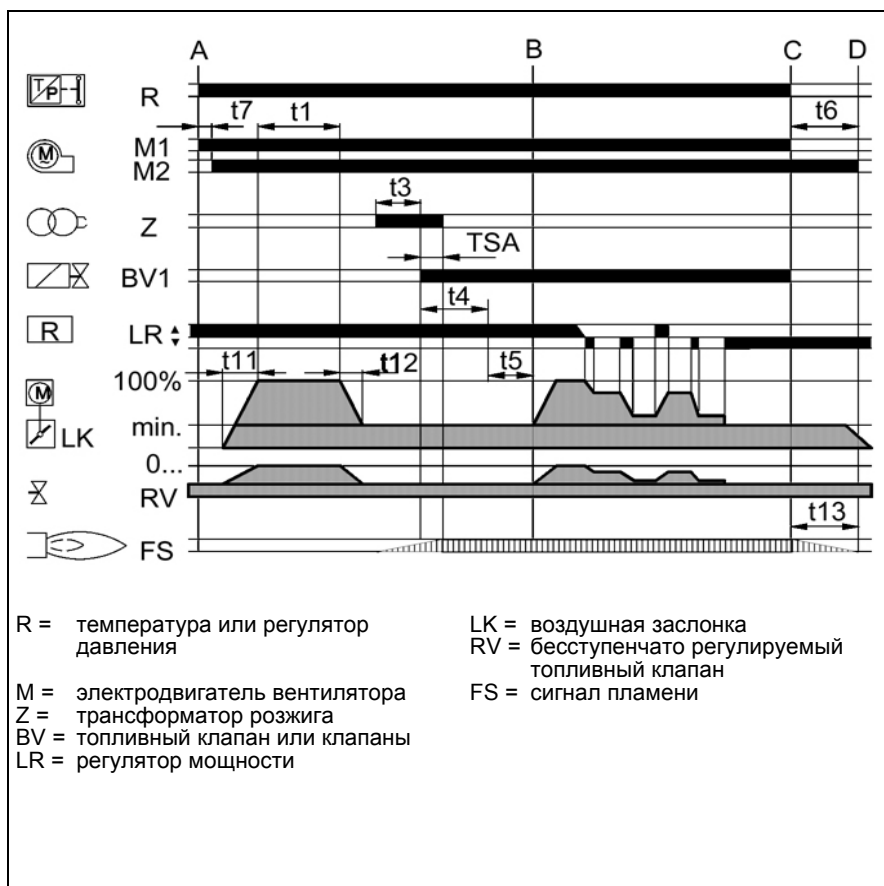 A B C D
T/P R t7 t1 t6
M M1
M2
t3
Z TSA
BV1
t4
R LR
t11 t12 t5
100%
M
LK min.
0...
RV
t13
FS
R = температура или регулятор
давления
M = электродвигатель вентилятора
Z = трансформатор розжига
BV = топливный клапан или клапаны
LR = регулятор мощности
LK = воздушная заслонка
RV = бесступенчато регулируемый
топливный клапан
FS = сигнал пламени